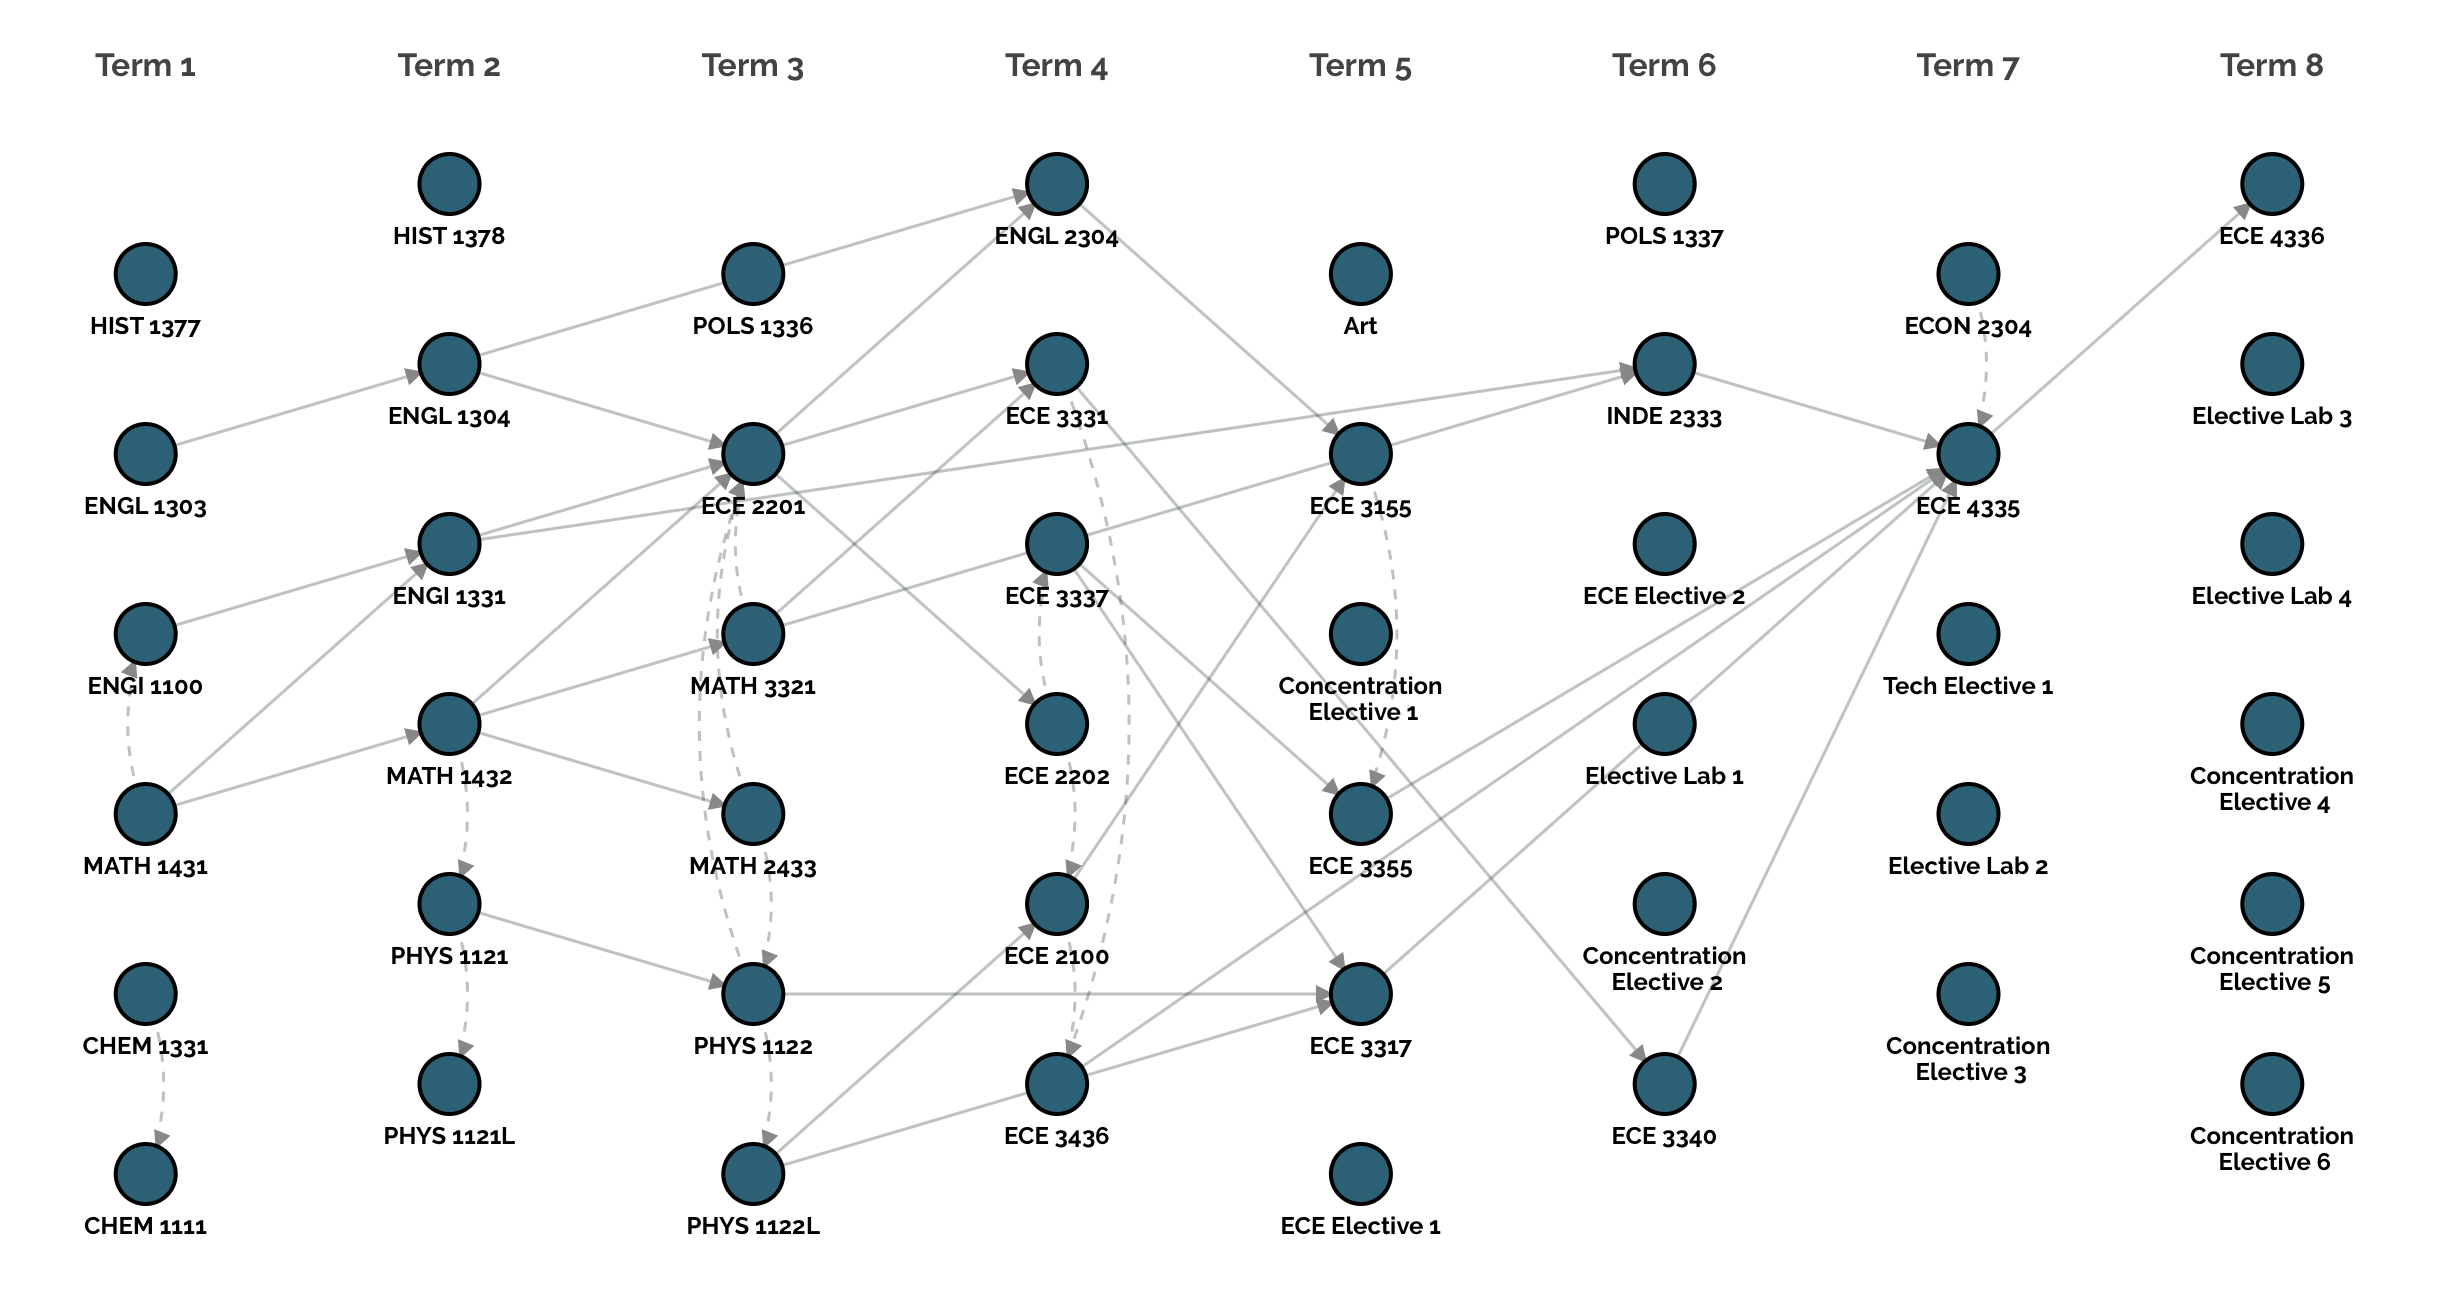 Term 1
Term 2
Term 3
Term 4
Term 5
Term 6
Term 7
Term 8
HIST 1377
ENGL 1303
ENGI 1100
MATH 1431
CHEM 1331
CHEM 1111
HIST 1378
ENGL 1304
ENGI 1331
MATH 1432
PHYS 1121
PHYS 1121L
POLS 1336
ECE 2201
MATH 3321
MATH 2433
PHYS 1122
PHYS 1122L
ENGL 2304
ECE 3331
ECE 3337
ECE 2202
ECE 2100
ECE 3436
Art
ECE 3155
Concentration
Elective 1
ECE 3355
ECE 3317
ECE Elective 1
POLS 1337
INDE 2333
ECE Elective 2
Elective Lab 1
Concentration
Elective 2
ECE 3340
ECON 2304
ECE 4335
Tech Elective 1
Elective Lab 2
Concentration
Elective 3
ECE 4336
Elective Lab 3
Elective Lab 4
Concentration
Elective 4
Concentration
Elective 5
Concentration
Elective 6